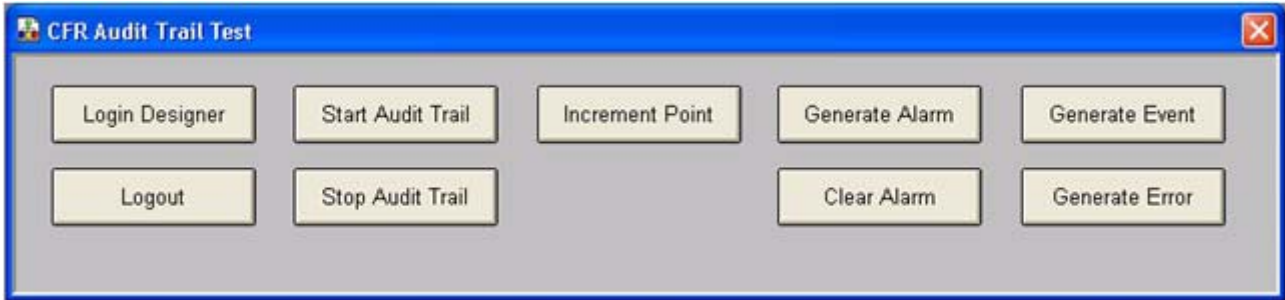 CFR Audit Trail Test
Login Designer Start Audit Trail Increment Point Generate Alarm Generate Event
Logout Stop Audit Trail Clear Alarm Generate Error